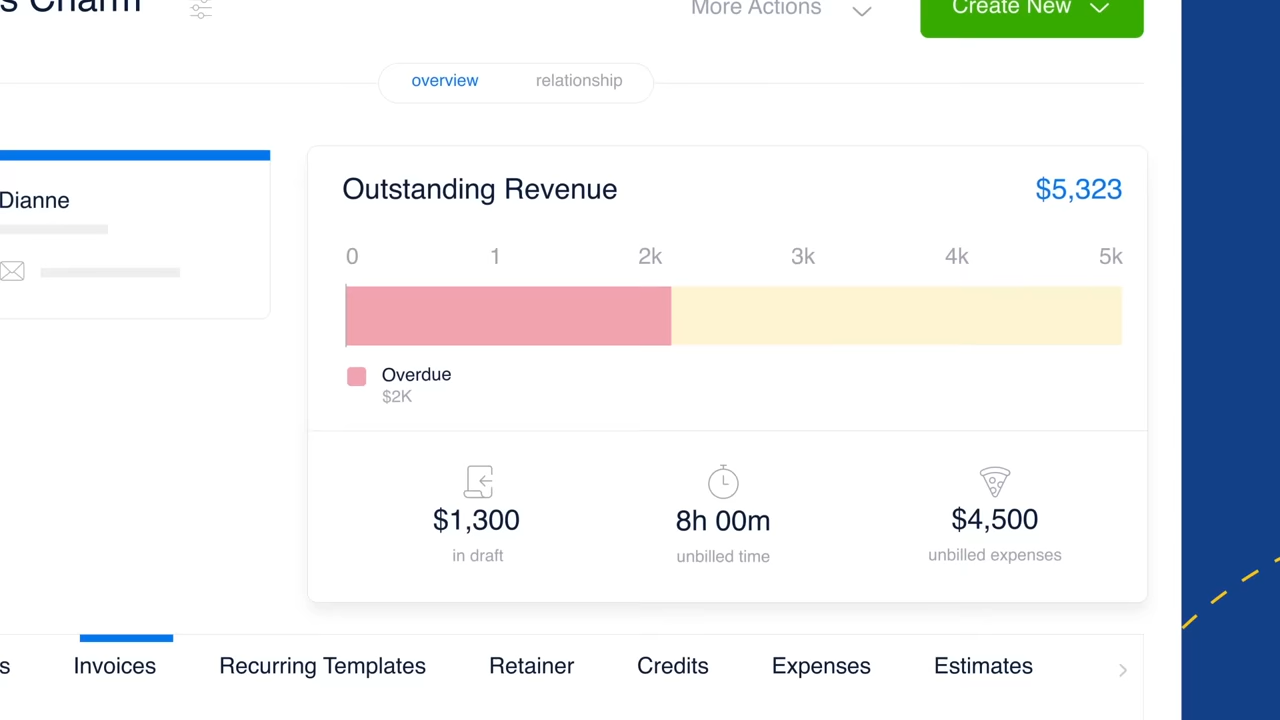 s Charm
More Actions
Create New
overview
relationship
Dianne
Outstanding Revenue
$5,323
0 1 2k 3k 4k 5k
Overdue
$2K
$1,300
in draft
8h 00m
unbilled time
$4,500
unbilled expenses
s Invoices Recurring Templates Retainer Credits Expenses Estimates